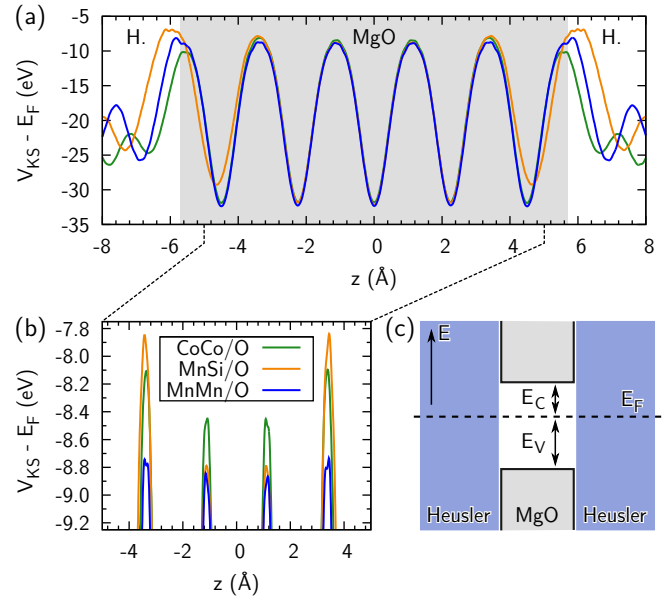 (a)
H.
MgO
H.
-5
-10
-15
-20
-25
-30
-35
V_KS - E_F (eV)
-8 -6 -4 -2 0 2 4 6 8
z (Å)
(b)
-7.8
-8.0
-8.2
-8.4
-8.6
-8.8
-9.0
-9.2
V_KS - E_F (eV)
CoCo/O
MnSi/O
MnMn/O
-4 -2 0 2 4
z (Å)
(c)
E
E_C
E_F
E_V
Heusler MgO Heusler